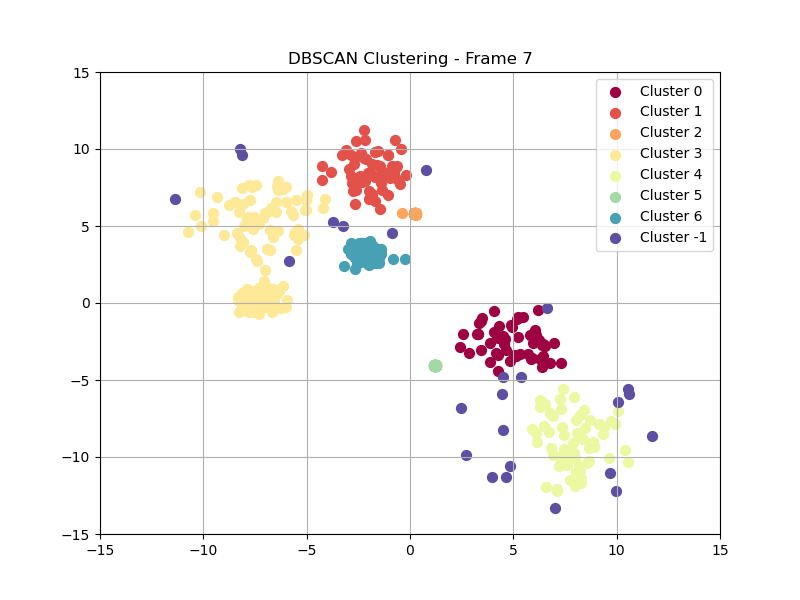 DBSCAN Clustering - Frame 7
15
10
5
0
−5
−10
−15
−15
−10
−5
0
5
10
15
Cluster 0
Cluster 1
Cluster 2
Cluster 3
Cluster 4
Cluster 5
Cluster 6
Cluster -1